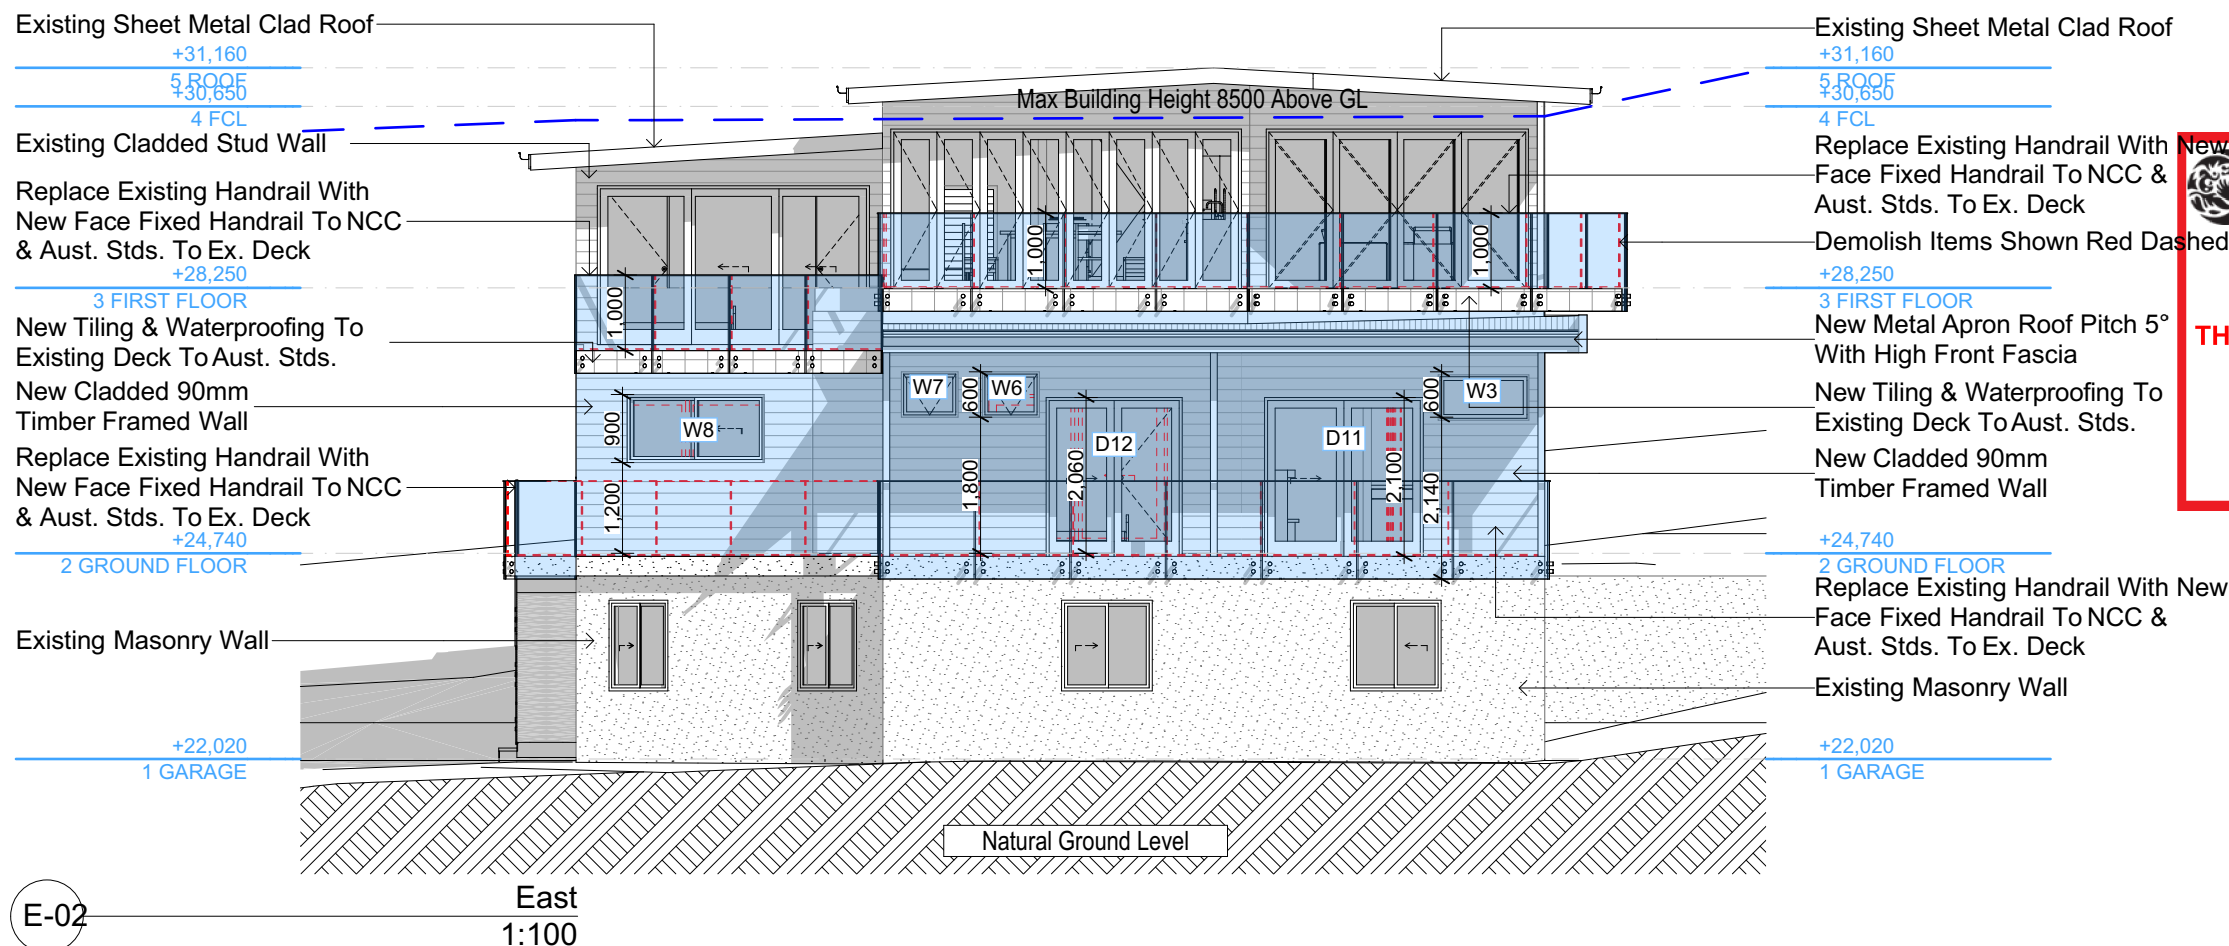 Existing Sheet Metal Clad Roof
+31,160
5 ROOF
+30,650
4 FCL
Existing Cladded Stud Wall
Replace Existing Handrail With
New Face Fixed Handrail To NCC
& Aust. Stds. To Ex. Deck
+28,250
3 FIRST FLOOR
New Tiling & Waterproofing To
Existing Deck To Aust. Stds.
New Cladded 90mm
Timber Framed Wall
Replace Existing Handrail With
New Face Fixed Handrail To NCC
& Aust. Stds. To Ex. Deck
+24,740
2 GROUND FLOOR
Existing Masonry Wall
+22,020
1 GARAGE
Max Building Height 8500 Above GL
1,000
1,000
1,000
W7
W6
W3
W8
D12
D11
900
1,200
600
1,800
2,060
2,100
600
2,140
Natural Ground Level
Existing Sheet Metal Clad Roof
+31,160
5 ROOF
+30,650
4 FCL
Replace Existing Handrail With New
Face Fixed Handrail To NCC &
Aust. Stds. To Ex. Deck
Demolish Items Shown Red Dashed
+28,250
3 FIRST FLOOR
New Metal Apron Roof Pitch 5°
With High Front Fascia
TH
New Tiling & Waterproofing To
Existing Deck To Aust. Stds.
New Cladded 90mm
Timber Framed Wall
+24,740
2 GROUND FLOOR
Replace Existing Handrail With New
Face Fixed Handrail To NCC &
Aust. Stds. To Ex. Deck
Existing Masonry Wall
+22,020
1 GARAGE
E-02
East
1:100